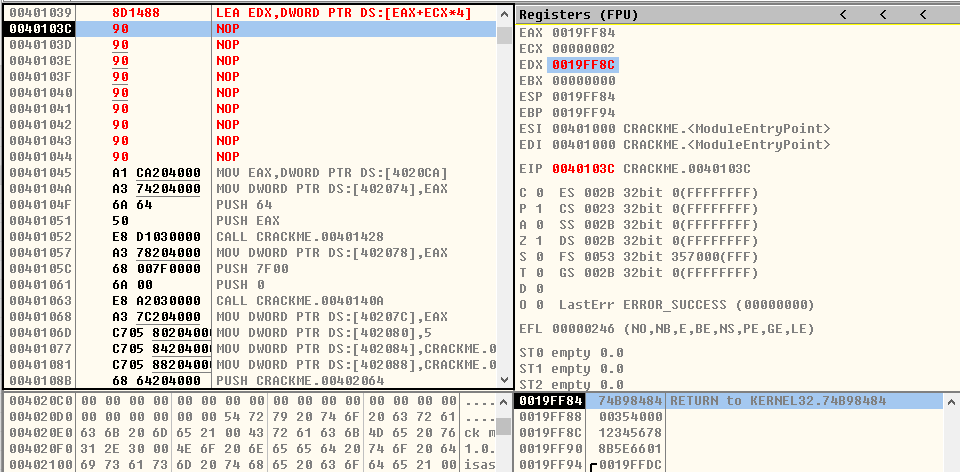 00401039 8D1488 LEA EDX,DWORD PTR DS:[EAX+ECX*4]
0040103C 90 NOP
0040103D 90 NOP
0040103E 90 NOP
0040103F 90 NOP
00401040 90 NOP
00401041 90 NOP
00401042 90 NOP
00401043 90 NOP
00401044 90 NOP
00401045 A1 CA204000 MOV EAX,DWORD PTR DS:[4020CA]
0040104A A3 74204000 MOV DWORD PTR DS:[402074],EAX
0040104F 6A 64 PUSH 64
00401051 50 PUSH EAX
00401052 E8 D1030000 CALL CRACKME.00401428
00401057 A3 78204000 MOV DWORD PTR DS:[402078],EAX
0040105C 68 007F0000 PUSH 7F00
00401061 6A 00 PUSH 0
00401063 E8 A2030000 CALL CRACKME.0040140A
00401068 A3 7C204000 MOV DWORD PTR DS:[40207C],EAX
0040106D C705 80204000 MOV DWORD PTR DS:[402080],5
00401077 C705 84204000 MOV DWORD PTR DS:[402084],CRACKME.0
00401081 C705 88204000 MOV DWORD PTR DS:[402088],CRACKME.0
0040108B 68 64204000 PUSH CRACKME.00402064
Registers (FPU) < < <
EAX 0019FF84
ECX 00000002
EDX 0019FF8C
EBX 00000000
ESP 0019FF84
EBP 0019FF94
ESI 00401000 CRACKME.<ModuleEntryPoint>
EDI 00401000 CRACKME.<ModuleEntryPoint>
EIP 0040103C CRACKME.0040103C
C 0 ES 002B 32bit 0(FFFFFFFF)
P 1 CS 0023 32bit 0(FFFFFFFF)
A 0 SS 002B 32bit 0(FFFFFFFF)
Z 1 DS 002B 32bit 0(FFFFFFFF)
S 0 FS 0053 32bit 357000(FFF)
T 0 GS 002B 32bit 0(FFFFFFFF)
D 0
O 0 LastErr ERROR_SUCCESS (00000000)
EFL 00000246 (NO,NB,E,BE,NS,PE,GE,LE)
ST0 empty 0.0
ST1 empty 0.0
ST2 empty 0.0
004020C0 00 00 00 00 00 00 00 00 00 00 00 00 .....
004020D0 00 00 00 00 00 54 72 79 20 74 6F 20 63 72 61 .....
004020E0 63 6B 20 6D 65 21 00 43 72 61 63 6B 4D 65 20 76 ck m
004020F0 31 2E 30 00 4E 6F 20 6E 65 65 64 20 74 6F 20 64 1.0.
00402100 69 73 61 73 6D 20 74 68 65 20 63 6F 64 65 21 00 isas
0019FF84 74B98484 RETURN to KERNEL32.74B98484
0019FF88 00354000
0019FF8C 12345678
0019FF90 8B5E6601
0019FF94 0019FFDC